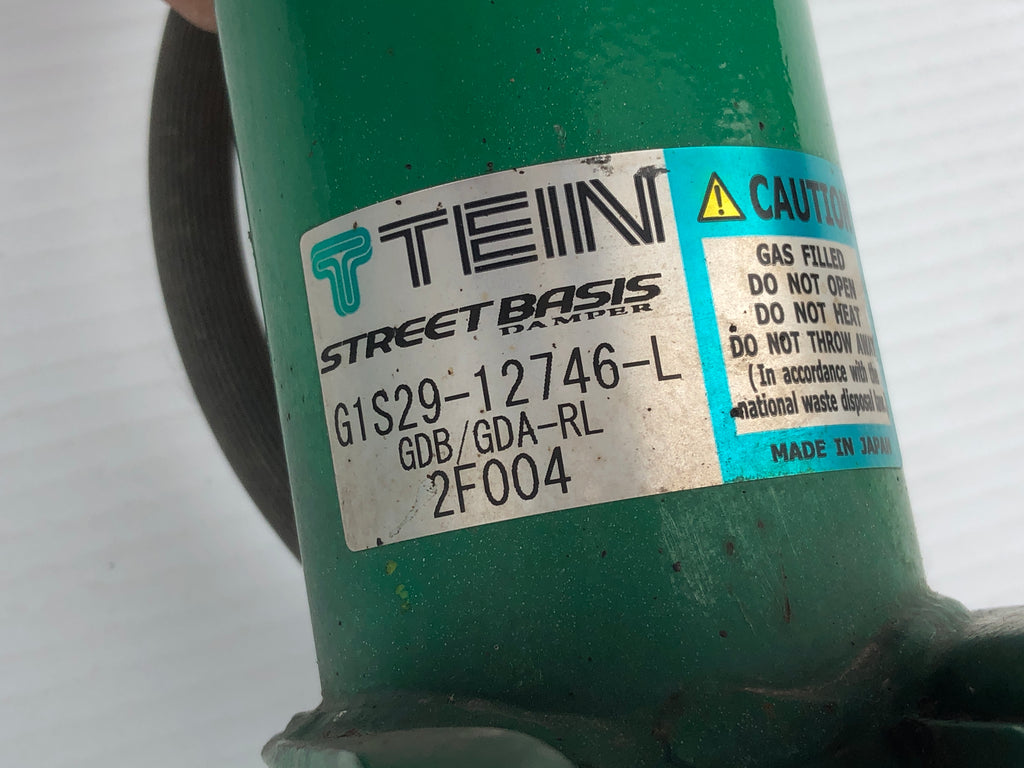 TEIN
STREET BASIS
DAMPER
G1S29-12746-L
GDB/GDA-RL
2F004
CAUTION
GAS FILLED
DO NOT OPEN
DO NOT HEAT
DO NOT THROW AWAY
(In accordance with the
national waste disposal
MADE IN JAPAN